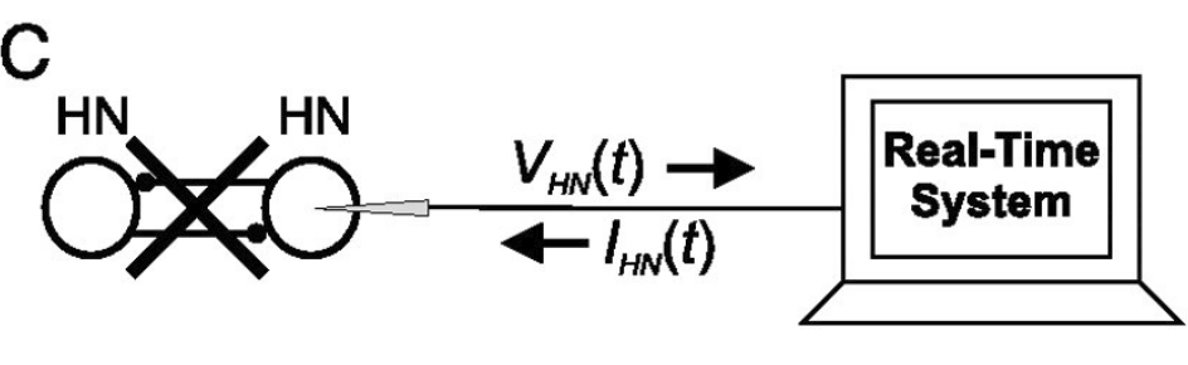 C
HN HN
V_HN(t)
I_HN(t)
Real-Time
System